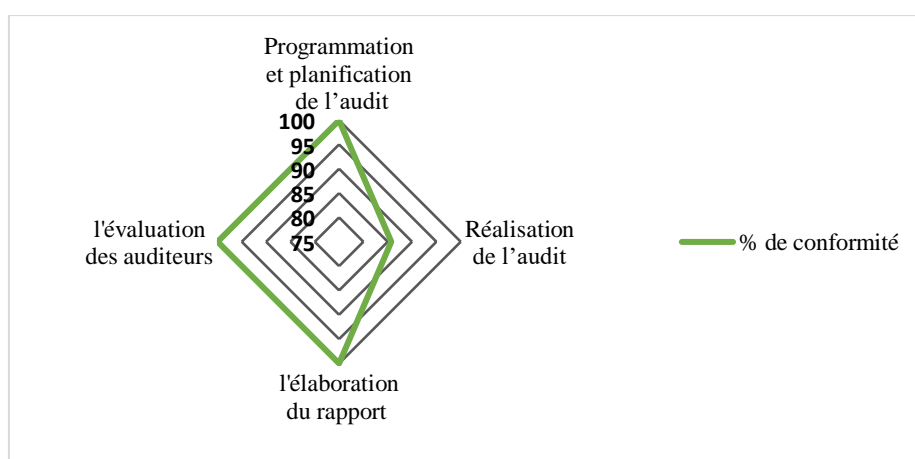 Programmation
et planification
de l’audit
100
95
90
85
80
75
l'évaluation
des auditeurs
Réalisation
de l’audit
% de conformité
l'élaboration
du rapport